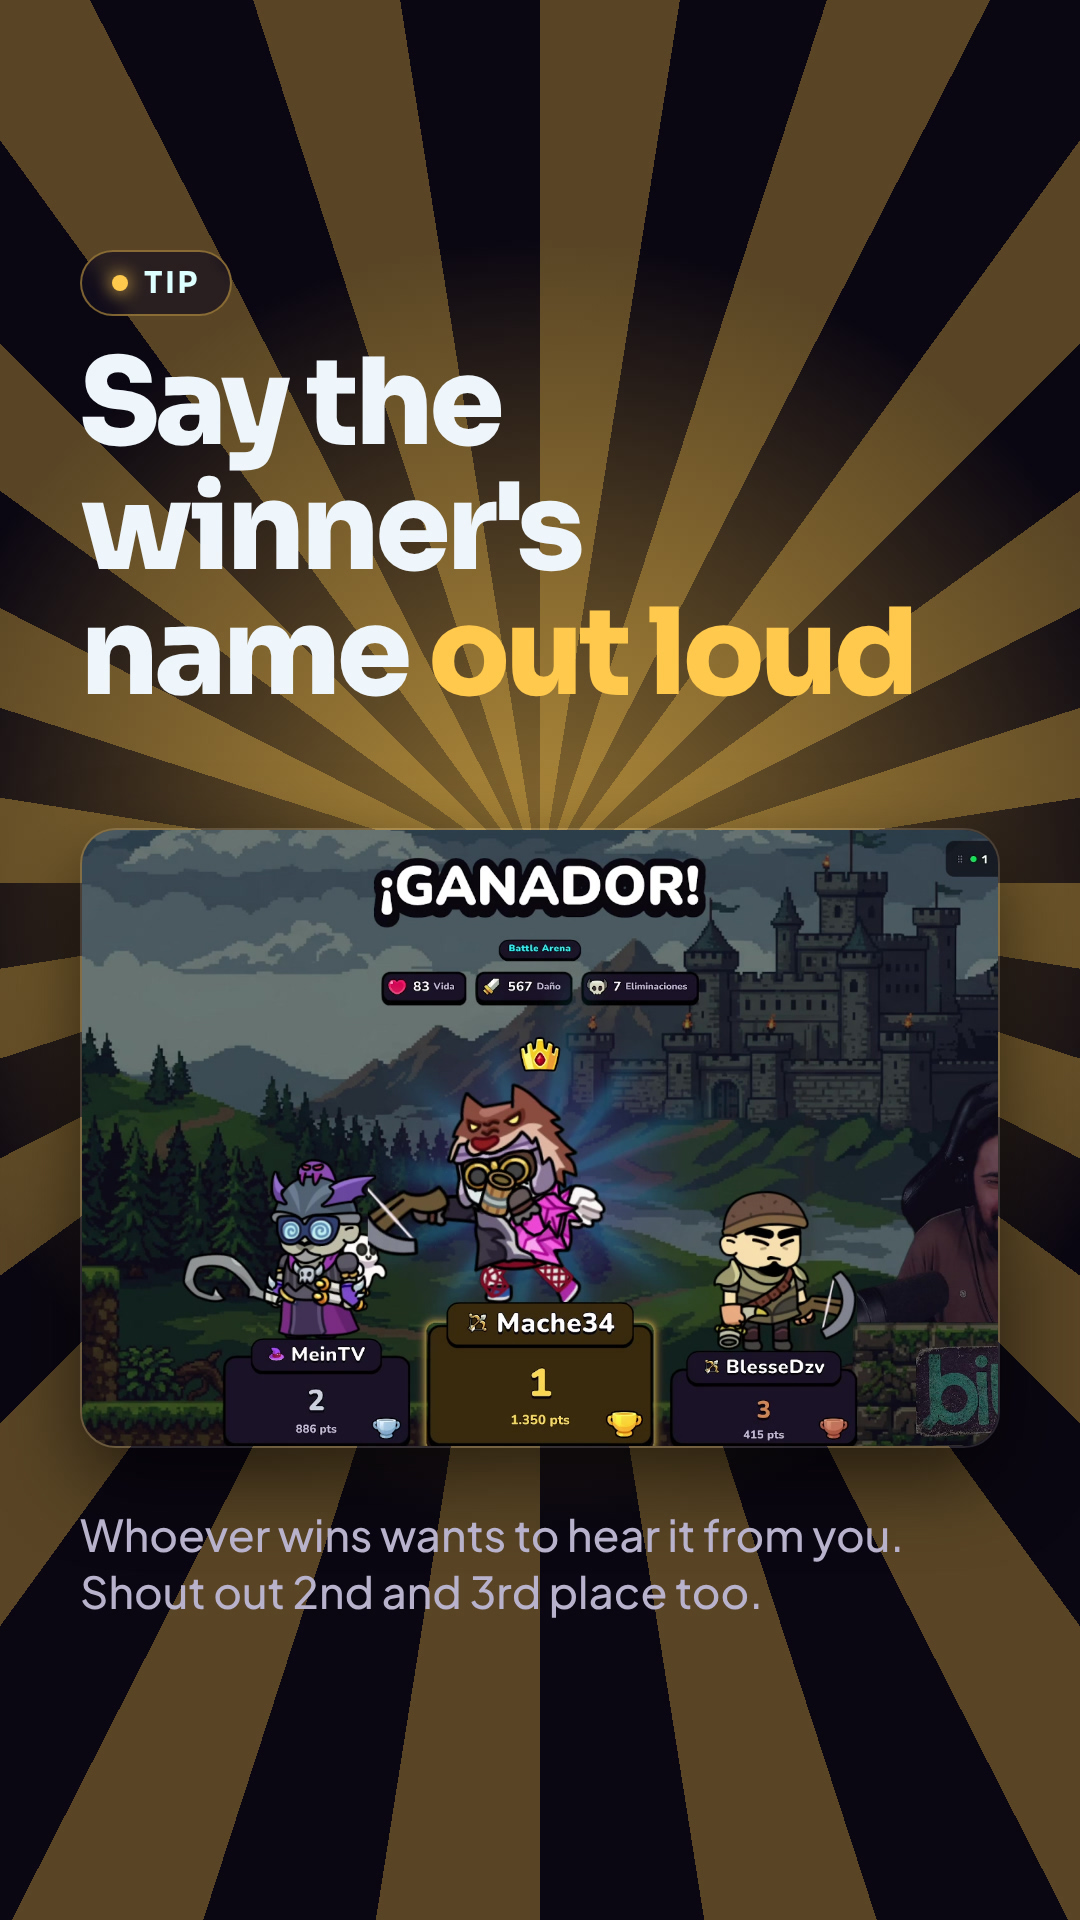 TIP
Say the
winner's
name out loud
¡GANADOR!
1
Battle Arena
83 Vida
567 Daño
7 Eliminaciones
Mache34
MeinTV
BlesseDzv
1
2
3
1.350 pts
886 pts
415 pts
Whoever wins wants to hear it from you.
Shout out 2nd and 3rd place too.